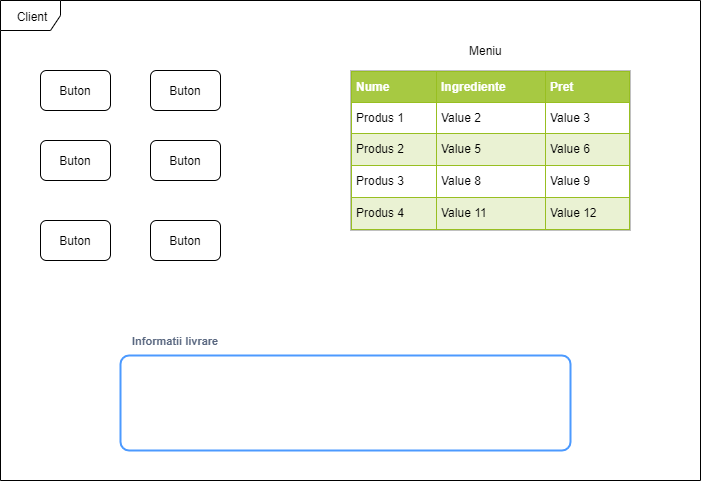 Client
Buton Buton
Buton Buton
Buton Buton
Meniu
Nume Ingrediente Pret
Produs 1 Value 2 Value 3
Produs 2 Value 5 Value 6
Produs 3 Value 8 Value 9
Produs 4 Value 11 Value 12
Informatii livrare